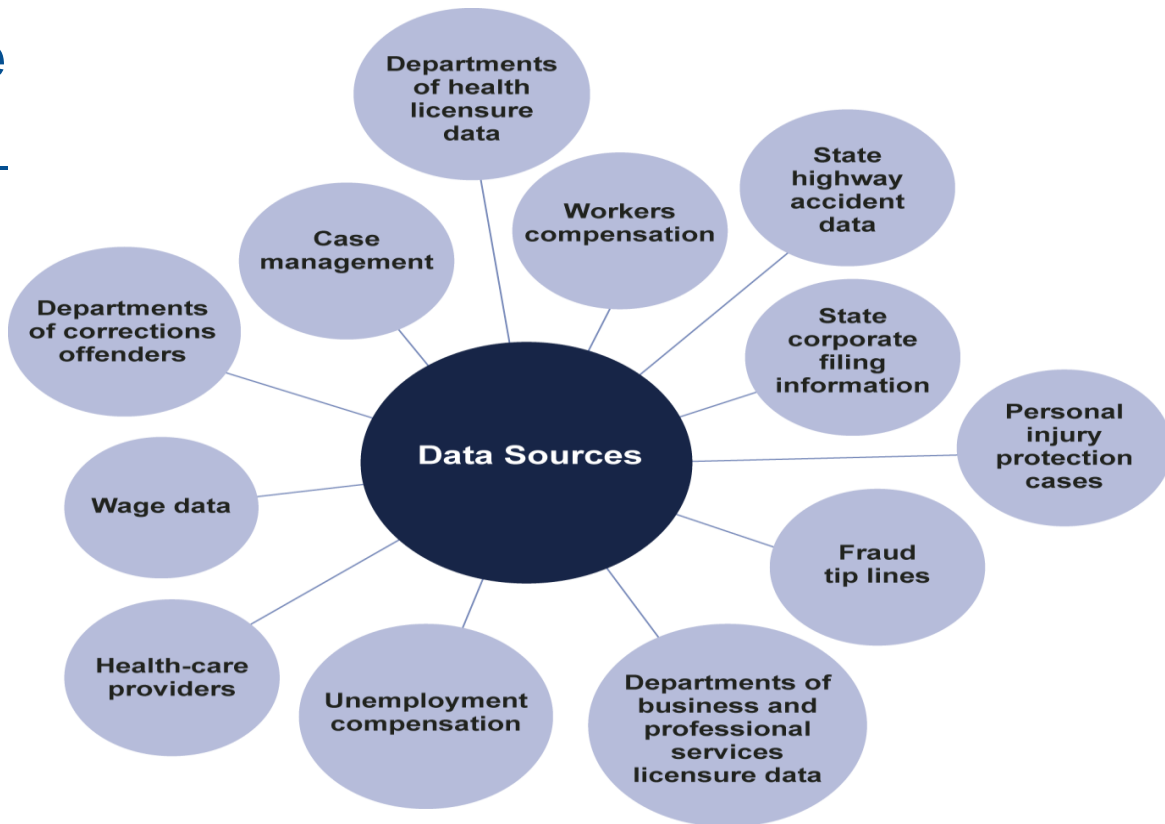 e
Departments
of health
licensure
data
State
highway
accident
data
Workers
compensation
Case
management
Departments
of corrections
offenders
State
corporate
filing
information
Personal
injury
protection
cases
Data Sources
Wage data
Fraud
tip lines
Health-care
providers
Unemployment
compensation
Departments of
business and
professional
services
licensure data